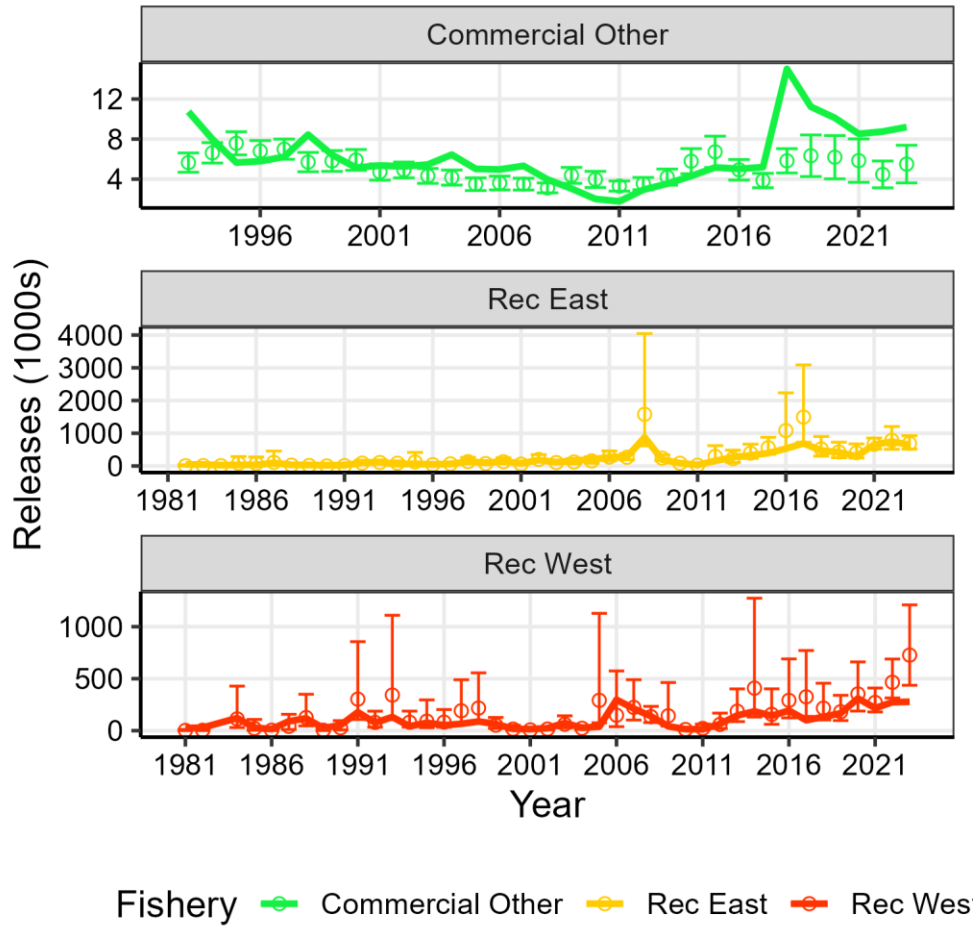 Commercial Other
12
8
4
1996 2001 2006 2011 2016 2021
Rec East
4000
3000
2000
1000
0
1981 1986 1991 1996 2001 2006 2011 2016 2021
Rec West
1000
500
0
1981 1986 1991 1996 2001 2006 2011 2016 2021
Releases (1000s)
Year
Fishery Commercial Other Rec East Rec West